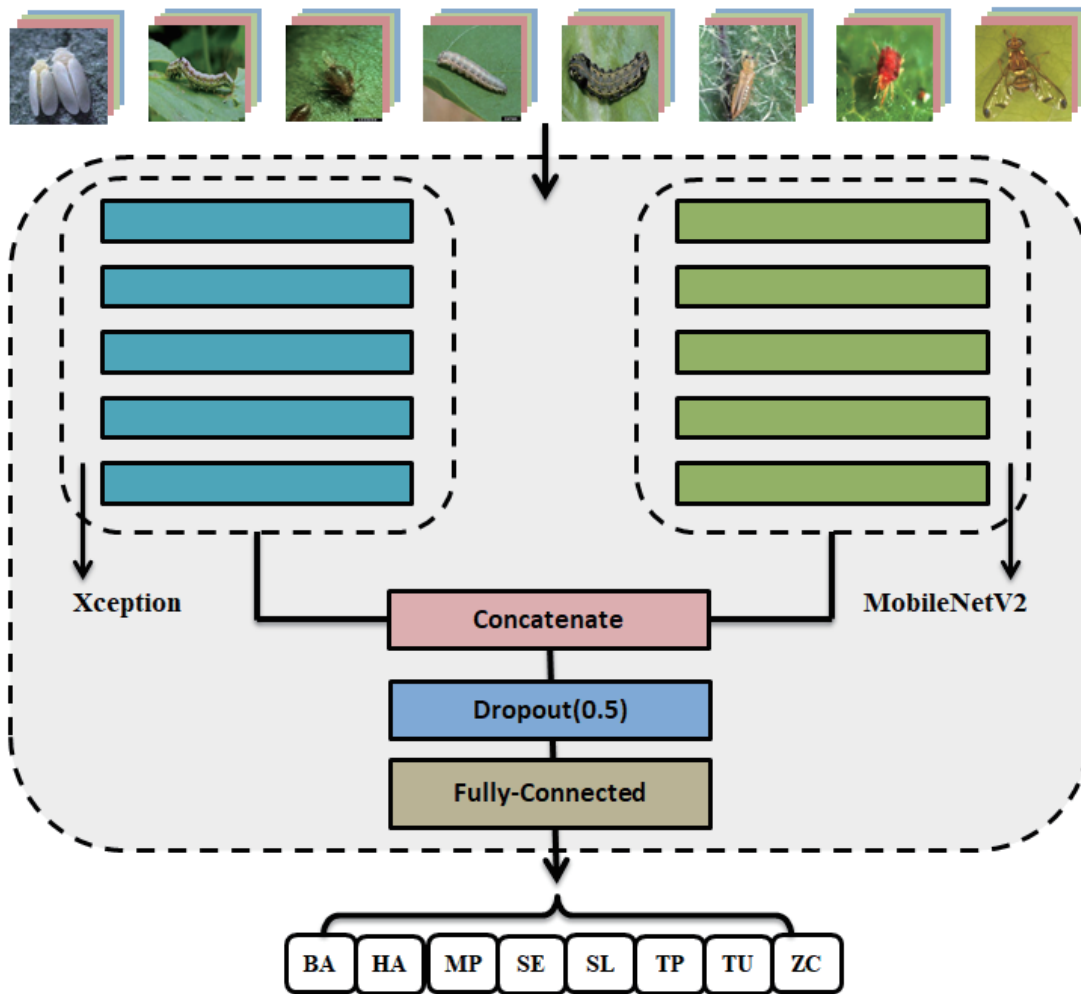 Xception
MobileNetV2
Concatenate
Dropout(0.5)
Fully-Connected
BA HA MP SE SL TP TU ZC